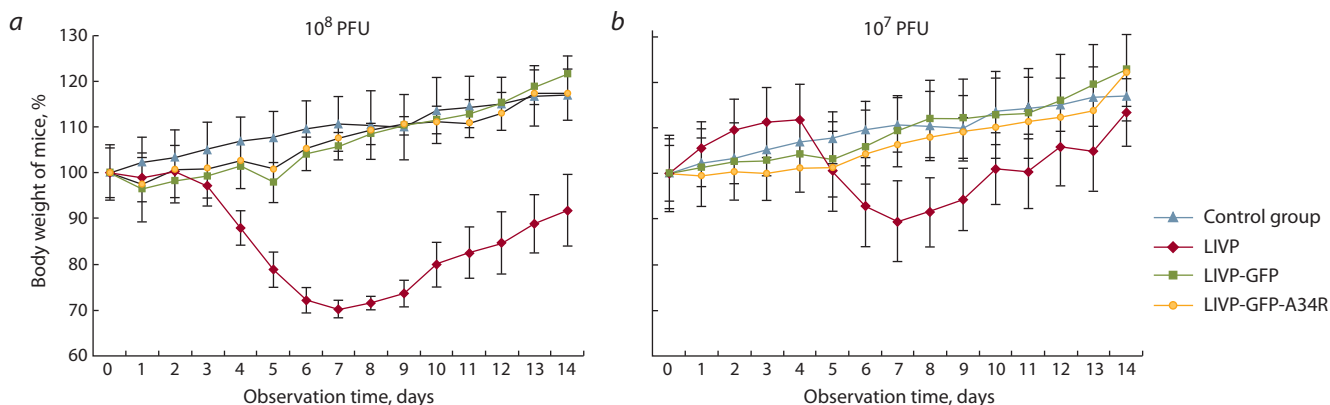 a
10⁸ PFU
b
10⁷ PFU
Body weight of mice, %
130
120
110
100
90
80
70
60
0 1 2 3 4 5 6 7 8 9 10 11 12 13 14
Observation time, days
0 1 2 3 4 5 6 7 8 9 10 11 12 13 14
Observation time, days
Control group
LIVP
LIVP-GFP
LIVP-GFP-A34R